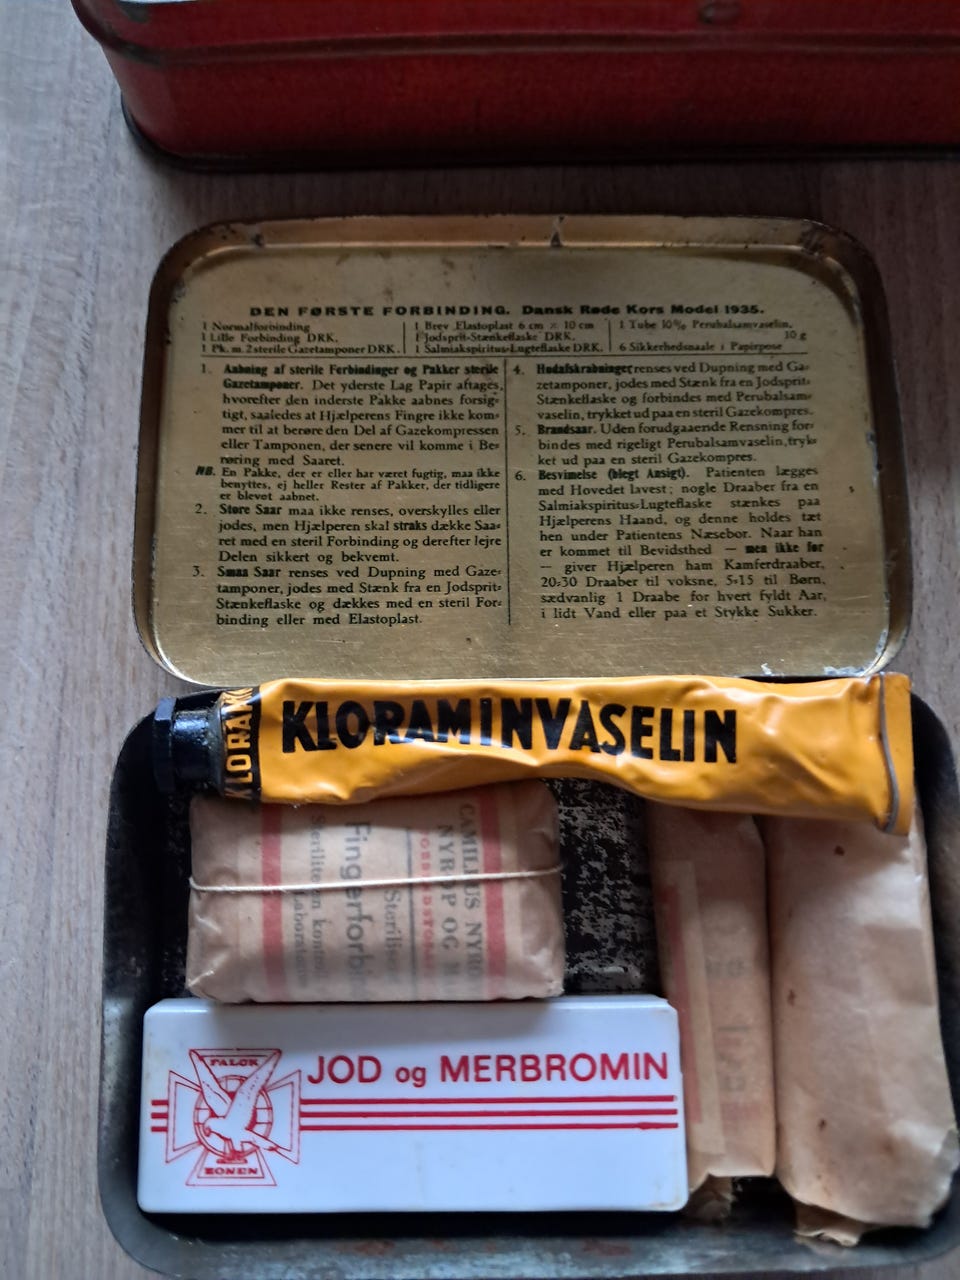 DEN FØRSTE FORBINDING. Dansk Røde Kors Model 1935.
1 Normalforbinding
1 Lille Forbinding DRK.
1 Pk. m. 2 sterile Gazetamponer DRK.
1 Brev Elastoplast 6 cm × 10 cm
1 Jodsprit=Stænkeflaske DRK.
1 Salmiakspiritus=Lugteflaske DRK.
1 Tube 10% Perubalsamvaselin,
10 g
6 Sikkerhedsnaale i Papirpose
1. Aabning af sterile Forbindinger og Pakker sterile
Gazetamponer. Det yderste Lag Papir aftages,
hvorefter den inderste Pakke aabnes forsig=
tigt, saaledes at Hjælperens Fingre ikke kom=
mer til at berøre den Del af Gazekompressen
eller Tamponen, der senere vil komme i Be=
røring med Saaret.
NB. En Pakke, der er eller har været fugtig, maa ikke
benyttes, ej heller Rester af Pakker, der tidligere
er blevet aabnet.
2. Store Saar maa ikke renses, overskylles eller
jodes, men Hjælperen skal straks dække Saa=
ret med en steril Forbinding og derefter lejre
Delen sikkert og bekvemt.
3. Smaa Saar renses ved Dupning med Gaze=
tamponer, jodes med Stænk fra en Jodsprit=
Stænkeflaske og dækkes med en steril For=
binding eller med Elastoplast.
4. Hudafskrabninger renses ved Dupning med Ga=
zetamponer, jodes med Stænk fra en Jodsprit=
Stænkeflaske og forbindes med Perubalsam=
vaselin, trykket ud paa en steril Gazekompres.
5. Brandsaar. Uden forudgaaende Rensning for=
bindes med rigeligt Perubalsamvaselin, tryk=
ket ud paa en steril Gazekompres.
6. Besvimelse (blegt Ansigt). Patienten lægges
med Hovedet lavest; nogle Draaber fra en
Salmiakspiritus=Lugteflaske stænkes paa
Hjælperens Haand, og denne holdes tæt
hen under Patientens Næsebor. Naar han
er kommet til Bevidsthed — men ikke før
— giver Hjælperen ham Kamferdraaber,
20=30 Draaber til voksne, 5=15 til Børn,
sædvanlig 1 Draabe for hvert fyldt Aar,
i lidt Vand eller paa et Stykke Sukker.
KLORAMIN
KLORAMINVASELIN
CAMILLUS NYRO
NYROP OG M
Steriliser
Fingerforbi
Steriliteten kontro
Laboratorium
FALCK
ZONEN
JOD og MERBROMIN